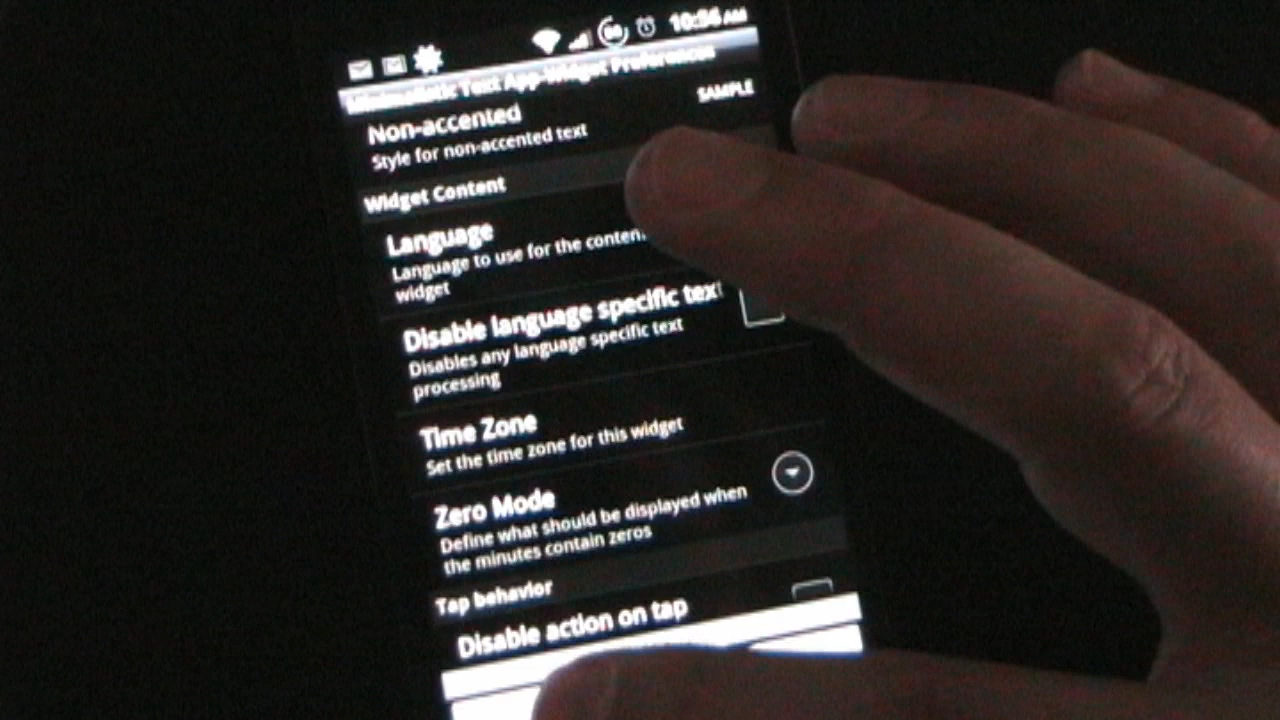 10:56 AM
Minimalistic Text App-Widget Preferences
Non-accented
SAMPLE
Style for non-accented text
Widget Content
Language
Language to use for the content
widget
Disable language specific text
Disables any language specific text
processing
Time Zone
Set the time zone for this widget
Zero Mode
Define what should be displayed when
the minutes contain zeros
Tap behavior
Disable action on tap